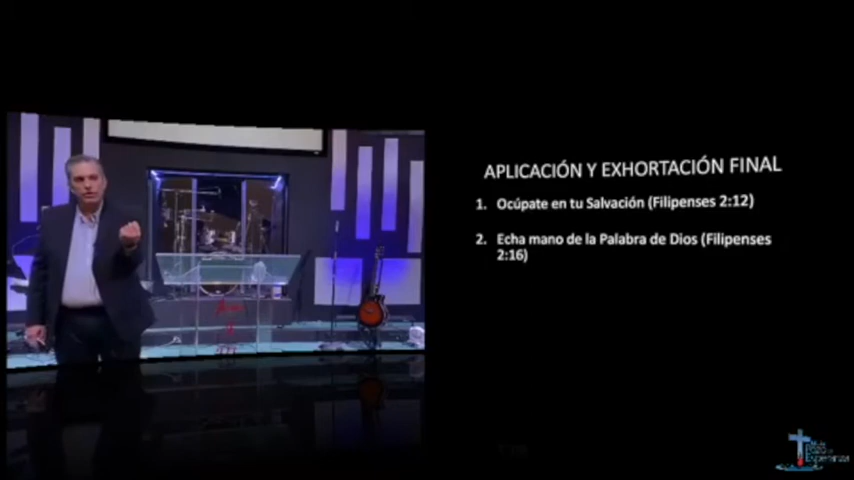 APLICACIÓN Y EXHORTACIÓN FINAL
1. Ocúpate en tu Salvación (Filipenses 2:12)
2. Echa mano de la Palabra de Dios (Filipenses
2:16)
Esperanza